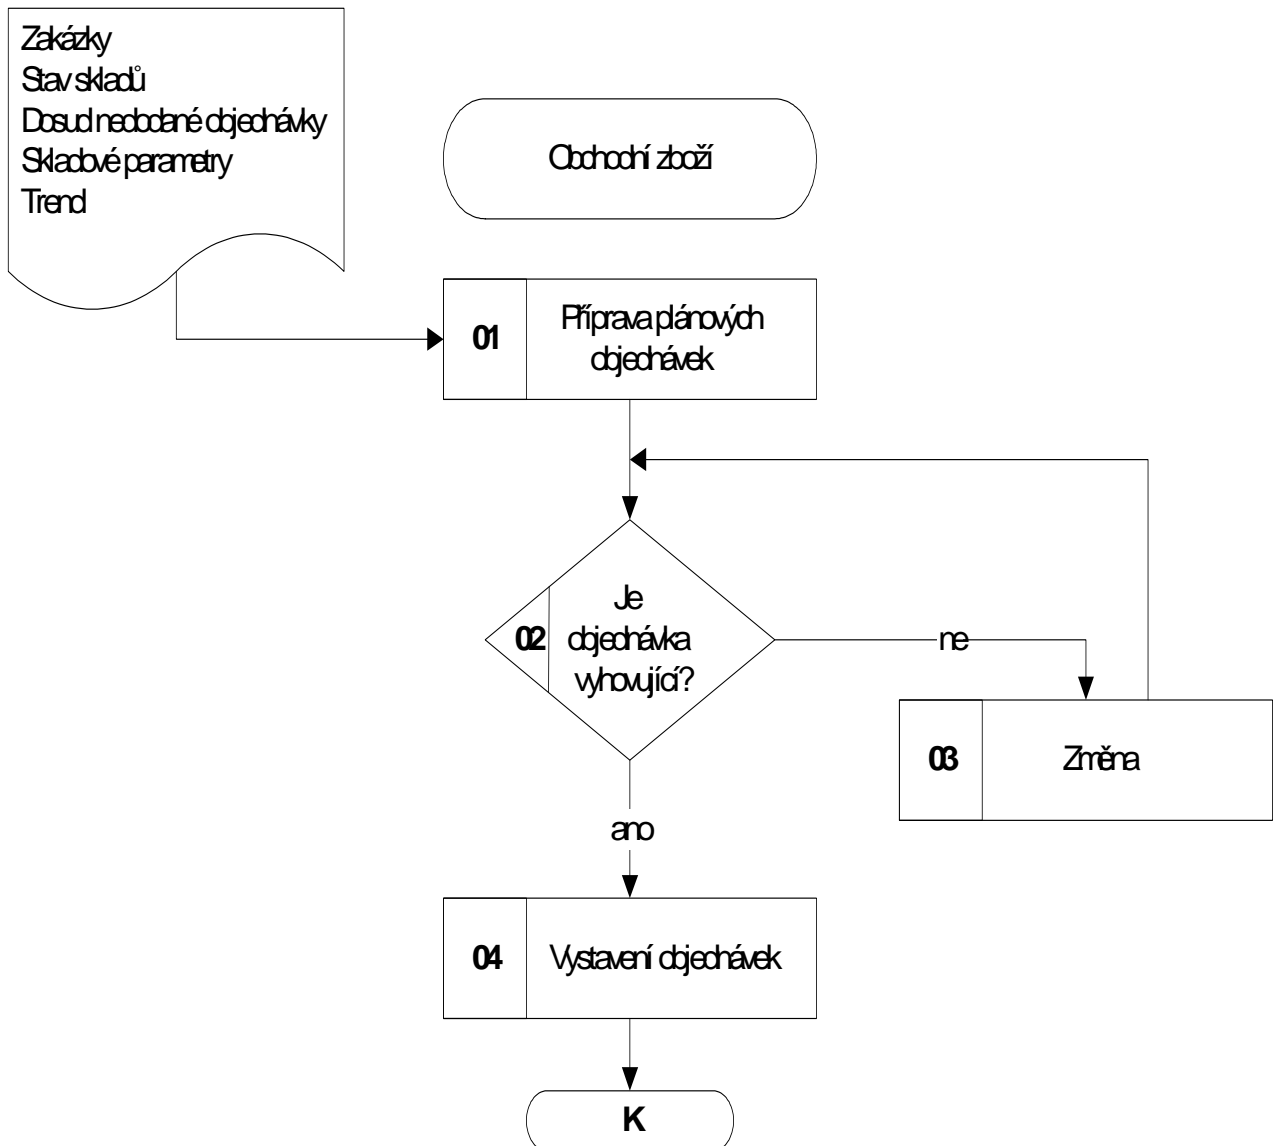 Zakázky
Stav skladů
Dosud nedodané objednávky
Skladové parametry
Trend
Obchodní zboží
01
Příprava plánových
objednávek
02
Je
objednávka
vyhovující?
ne
03
Změna
ano
04
Vystavení objednávek
K